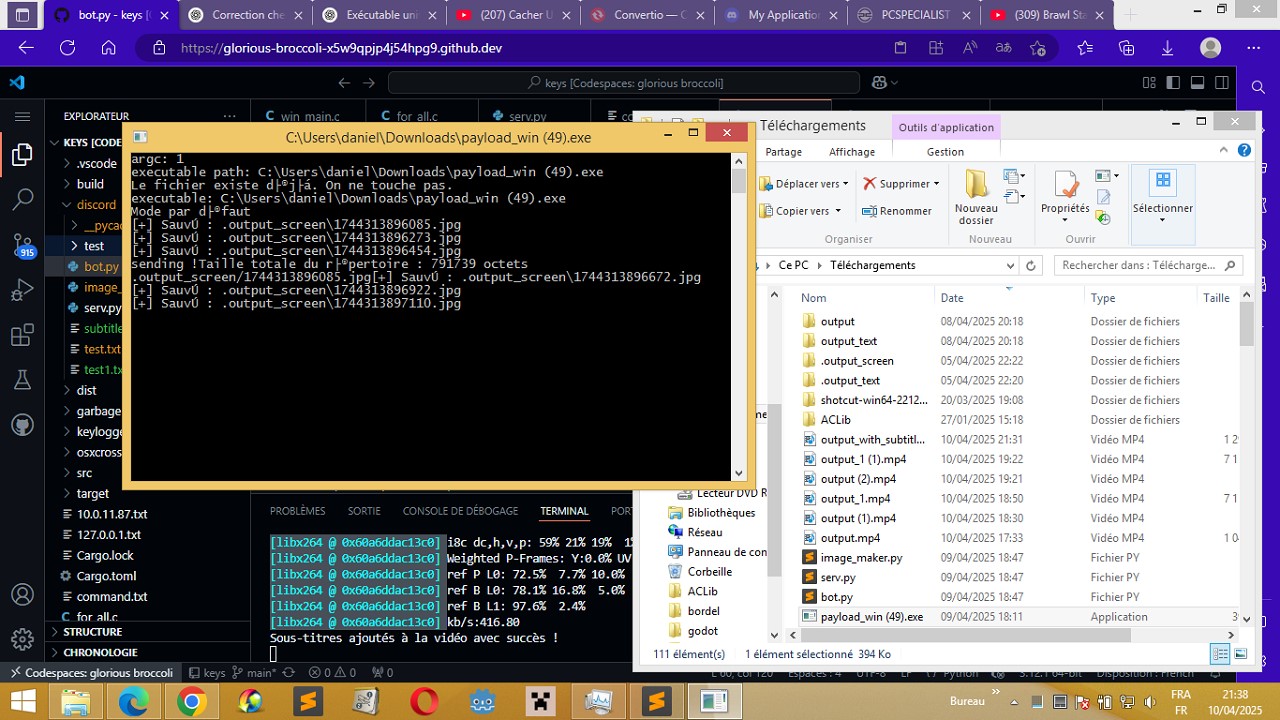 bot.py - keys [
Correction che
Exécutable uni
(207) Cacher U
Convertio — C
My Application
PCSPECIALIST
(309) Brawl Sta
https://glorious-broccoli-x5w9qpjp4j54hpg9.github.dev
keys [Codespaces: glorious broccoli]
EXPLORATEUR
win_main.c
for_all.c
serv.py
KEYS [CODE
.vscode
build
discord
__pycac
test
bot.py
image_
serv.py
subtitle
test.txt
test1.tx
dist
garbage
keylogge
osxcross
src
target
10.0.11.87.txt
127.0.0.1.txt
Cargo.lock
Cargo.toml
command.txt
for_all.c
STRUCTURE
CHRONOLOGIE
915
C:\Users\daniel\Downloads\payload_win (49).exe
argc: 1
executable path: C:\Users\daniel\Downloads\payload_win (49).exe
Le fichier existe d├®j├á. On ne touche pas.
executable: C:\Users\daniel\Downloads\payload_win (49).exe
Mode par d├®faut
[+] SauvÚ : .output_screen\1744313896085.jpg
[+] SauvÚ : .output_screen\1744313896273.jpg
[+] SauvÚ : .output_screen\1744313896454.jpg
sending !Taille totale du r├®pertoire : 791739 octets
.output_screen/1744313896085.jpg[+] SauvÚ : .output_screen\1744313896672.jpg
[+] SauvÚ : .output_screen\1744313896922.jpg
[+] SauvÚ : .output_screen\1744313897110.jpg
PROBLÈMES
SORTIE
CONSOLE DE DÉBOGAGE
TERMINAL
PORT
[libx264 @ 0x60a6ddac13c0] i8c dc,h,v,p: 59% 21% 19% 1%
[libx264 @ 0x60a6ddac13c0] Weighted P-Frames: Y:0.0% UV
[libx264 @ 0x60a6ddac13c0] ref P L0: 72.5% 7.7% 10.0%
[libx264 @ 0x60a6ddac13c0] ref B L0: 78.1% 16.8% 5.0%
[libx264 @ 0x60a6ddac13c0] ref B L1: 97.6% 2.4%
[libx264 @ 0x60a6ddac13c0] kb/s:416.80
Sous-titres ajoutés à la vidéo avec succès !
Téléchargements
Outils d'application
Partage
Affichage
Gestion
Déplacer vers
Copier vers
Supprimer
Renommer
Organiser
Nouveau dossier
Nouveau
Propriétés
Ouvrir
Sélectionner
Ce PC
Téléchargements
Rechercher dans : Télécharge...
Nom
Date
Type
Taille
output 08/04/2025 20:18 Dossier de fichiers
output_text 08/04/2025 20:18 Dossier de fichiers
.output_screen 05/04/2025 22:22 Dossier de fichiers
.output_text 05/04/2025 22:20 Dossier de fichiers
shotcut-win64-2212... 20/03/2025 19:08 Dossier de fichiers
ACLib 27/01/2025 15:18 Dossier de fichiers
output_with_subtitl... 10/04/2025 21:31 Vidéo MP4 1 2
output_1 (1).mp4 10/04/2025 19:22 Vidéo MP4 7 1
output (2).mp4 10/04/2025 19:21 Vidéo MP4
output_1.mp4 10/04/2025 18:50 Vidéo MP4 7 1
output (1).mp4 10/04/2025 18:30 Vidéo MP4
output.mp4 10/04/2025 17:33 Vidéo MP4 1 0
image_maker.py 09/04/2025 18:47 Fichier PY
serv.py 09/04/2025 18:47 Fichier PY
bot.py 09/04/2025 18:47 Fichier PY
payload_win (49).exe 09/04/2025 18:11 Application 3
Lecteur DVD R
Bibliothèques
Réseau
Panneau de con
Corbeille
ACLib
bordel
godot
111 élément(s)
1 élément sélectionné 394 Ko
Codespaces: glorious broccoli
keys
main*
0 0
0
Bureau
FRA
FR
21:38
10/04/2025